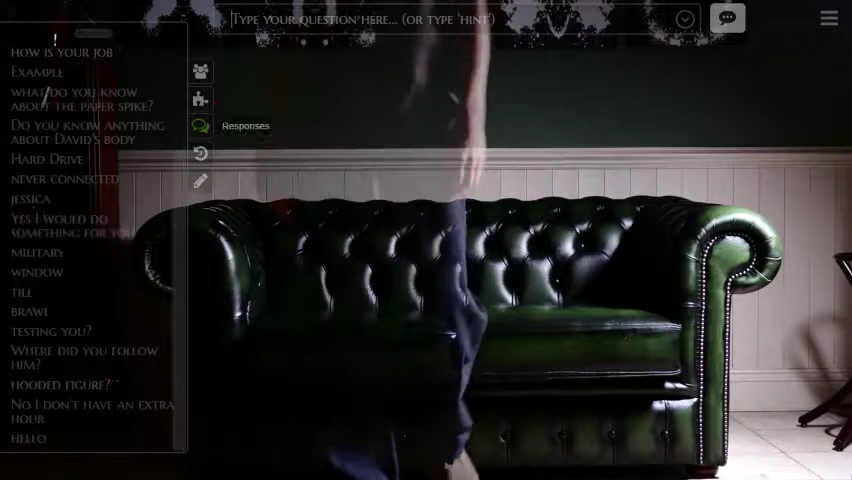 Type your question here... (or type 'hint')
how is your job
Example
what do you know
about the paper spike?
Do you know anything
about David's body
Hard Drive
never connected
jessica
yes i would do
something for you
military
window
till
brawl
testing you?
Where did you follow
him?
hooded figure?
No I don't have an extra
hour
hello
Responses